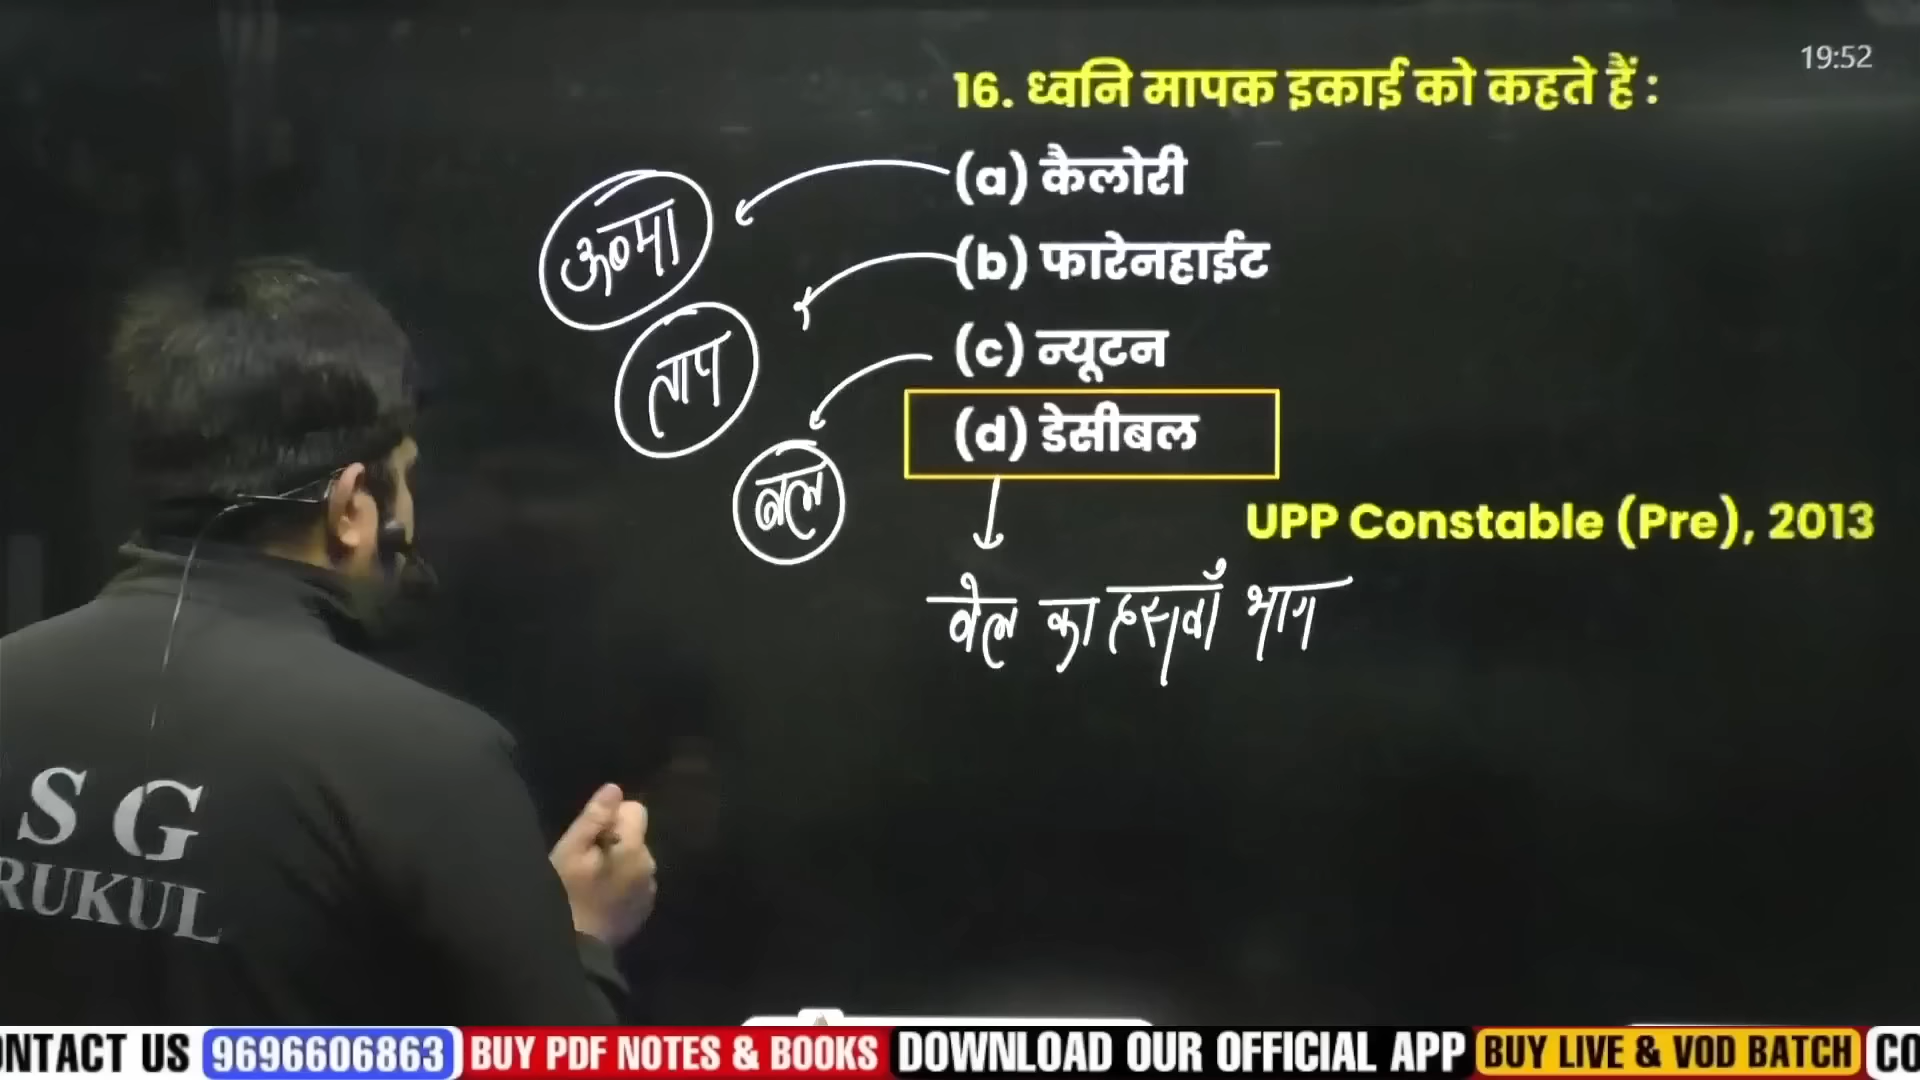 19:52
16. ध्वनि मापक इकाई को कहते हैं :
(a) कैलोरी
(b) फारेनहाईट
(c) न्यूटन
(d) डेसीबल
UPP Constable (Pre), 2013
ऊष्मा
ताप
बल
बेल का दसवाँ भाग
S G
RUKUL
ONTACT US 9696606863 BUY PDF NOTES & BOOKS DOWNLOAD OUR OFFICIAL APP BUY LIVE & VOD BATCH CO